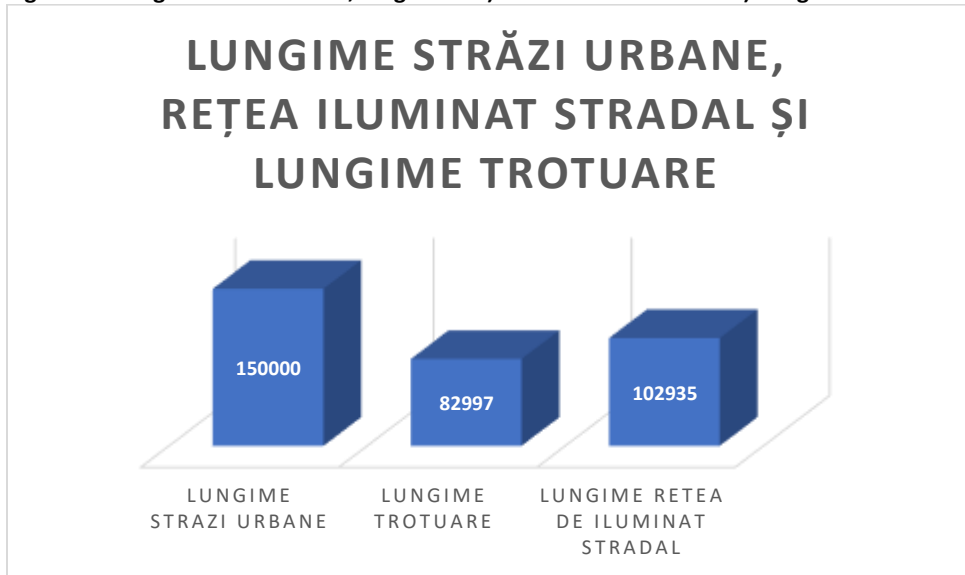 LUNGIME STRĂZI URBANE,
REȚEA ILUMINAT STRADAL ȘI
LUNGIME TROTUARE
150000
82997
102935
LUNGIME
STRAZI URBANE
LUNGIME
TROTUARE
LUNGIME RETEA
DE ILUMINAT
STRADAL